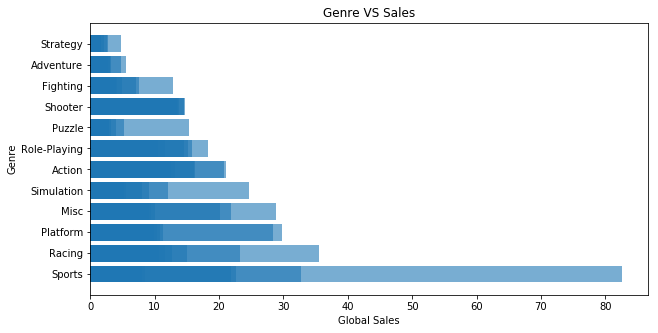 Genre VS Sales
Strategy
Adventure
Fighting
Shooter
Puzzle
Role-Playing
Action
Simulation
Misc
Platform
Racing
Sports
Genre
0 10 20 30 40 50 60 70 80
Global Sales